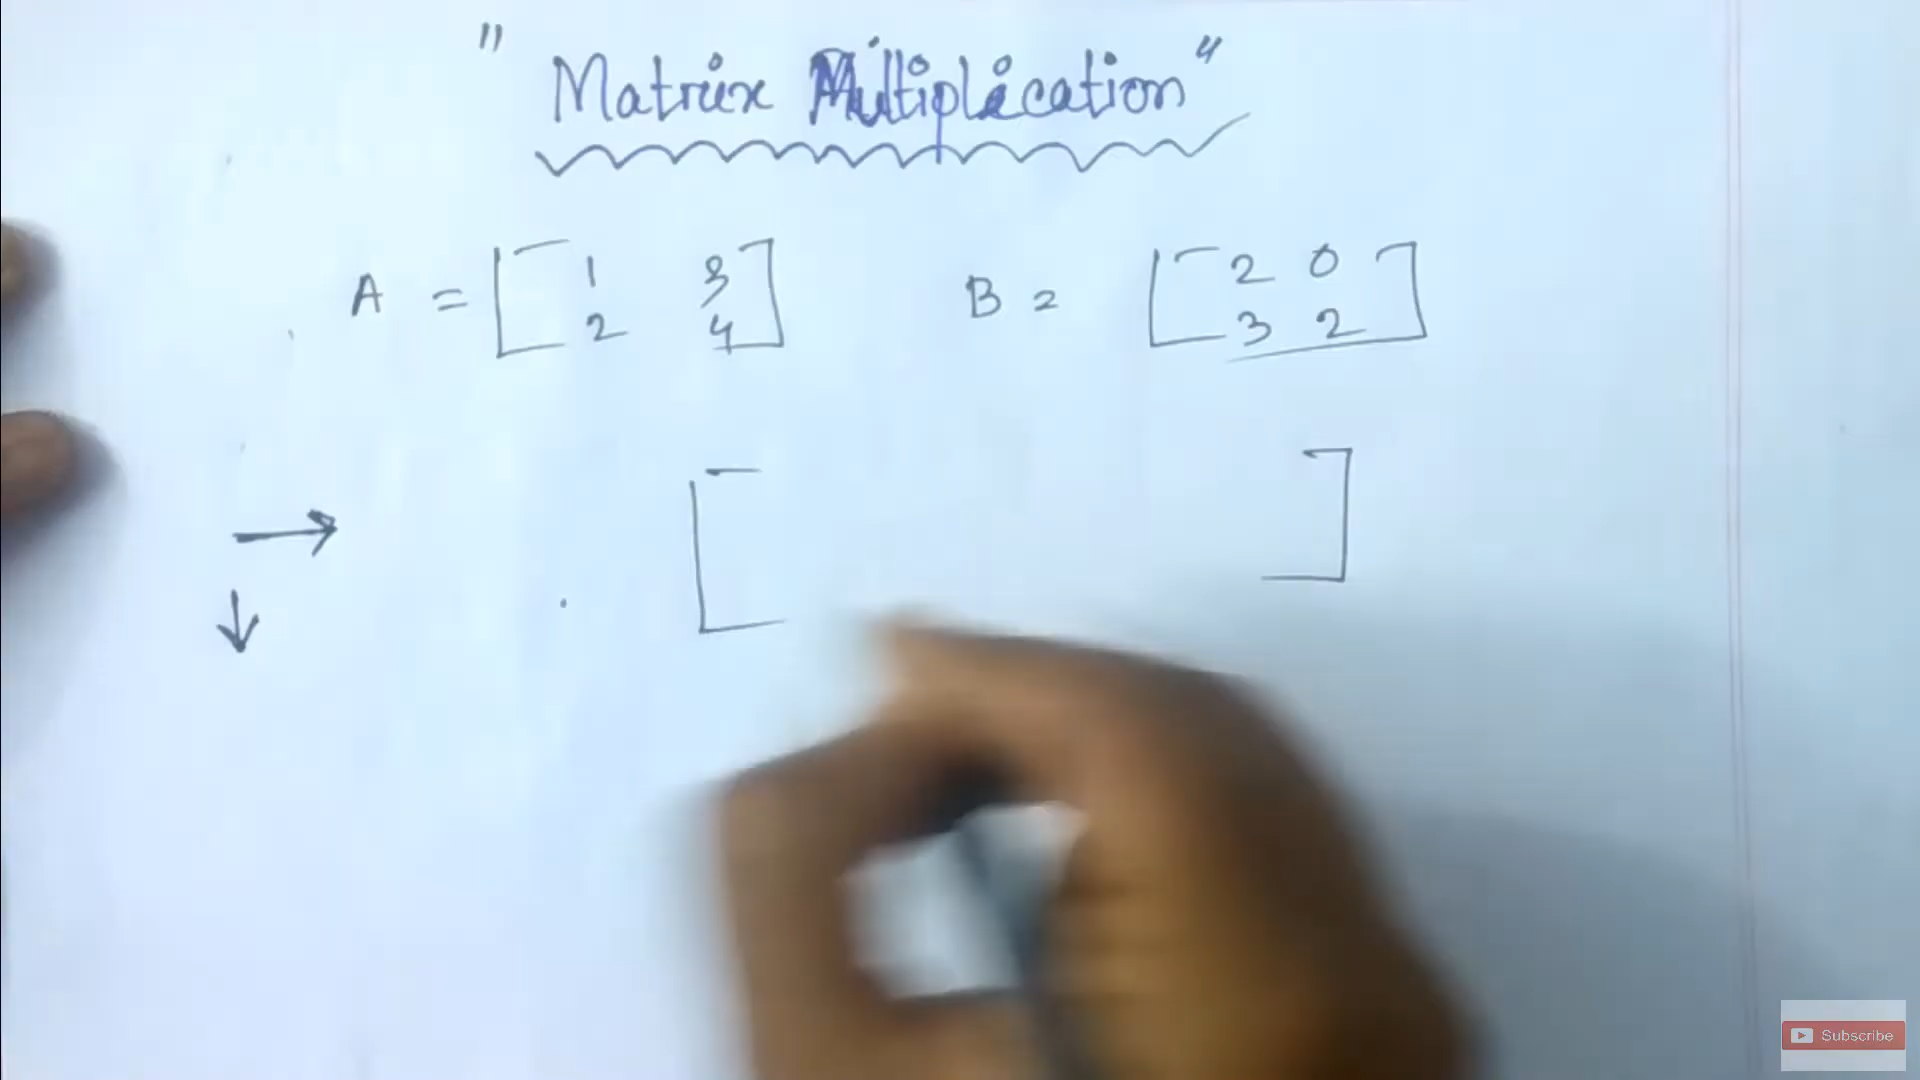 "Matrix Multiplication"
A = [1 3
2 4] B = [2 0
3 2]
→ [ ]
↓
Subscribe